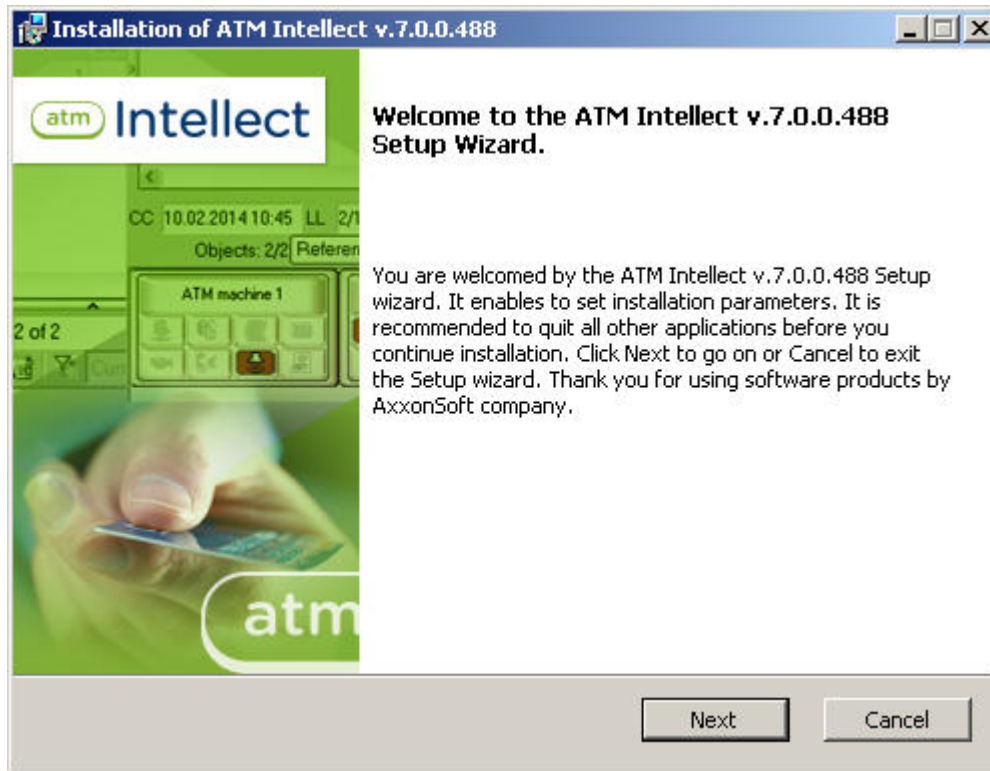 Installation of ATM Intellect v.7.0.0.488
atm Intellect
Welcome to the ATM Intellect v.7.0.0.488
Setup Wizard.
CC 10.02.2014 10:45 LL 2/1
Objects: 2/2 Referen
ATM machine 1
2 of 2
You are welcomed by the ATM Intellect v.7.0.0.488 Setup
wizard. It enables to set installation parameters. It is
recommended to quit all other applications before you
continue installation. Click Next to go on or Cancel to exit
the Setup wizard. Thank you for using software products by
AxxonSoft company.
atm
Next Cancel